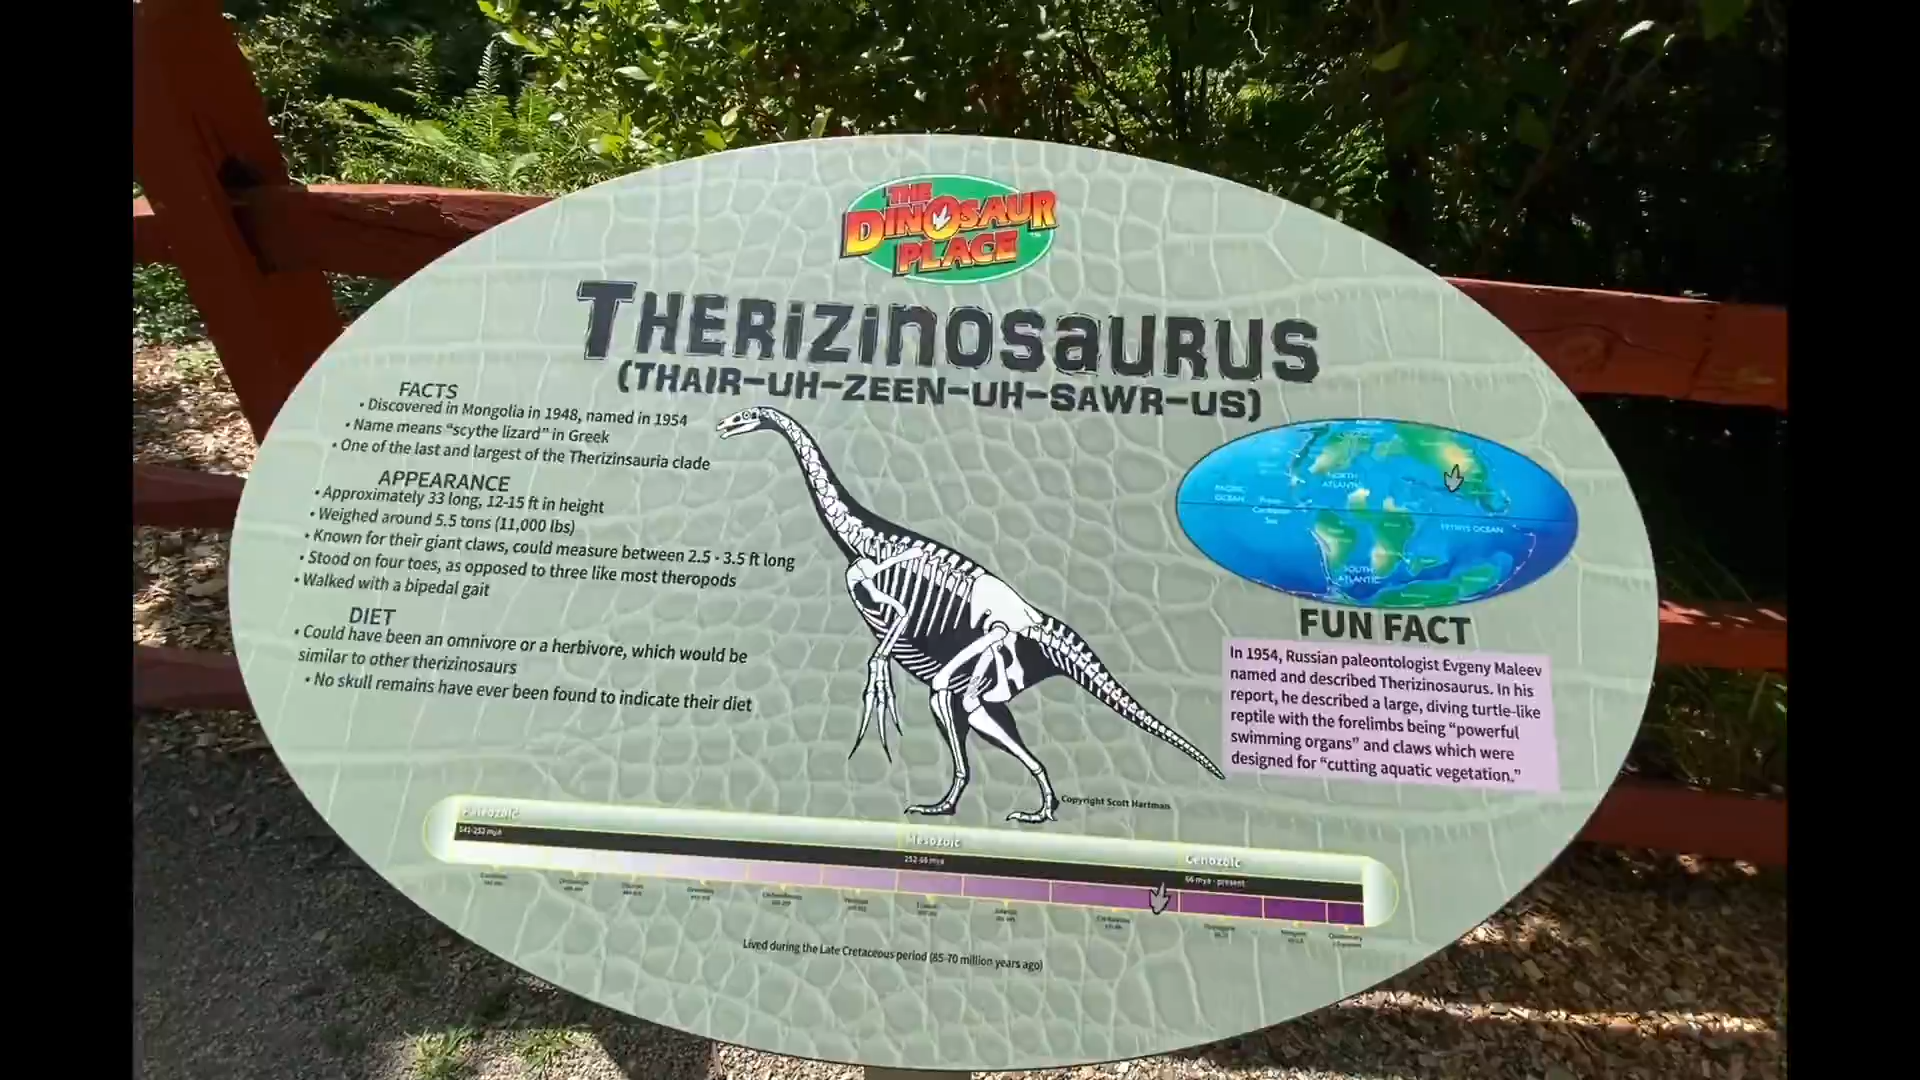 THE
DINOSAUR
PLACE
THERIZINOSAURUS
(THAIR-UH-ZEEN-UH-SAWR-US)
FACTS
• Discovered in Mongolia in 1948, named in 1954
• Name means “scythe lizard” in Greek
• One of the last and largest of the Therizinsauria clade
APPEARANCE
• Approximately 33 long, 12-15 ft in height
• Weighed around 5.5 tons (11,000 lbs)
• Known for their giant claws, could measure between 2.5 - 3.5 ft long
• Stood on four toes, as opposed to three like most theropods
• Walked with a bipedal gait
DIET
• Could have been an omnivore or a herbivore, which would be
similar to other therizinosaurs
• No skull remains have ever been found to indicate their diet
NORTH
ATLANTIC
PACIFIC
OCEAN
TETHYS OCEAN
SOUTH
ATLANTIC
FUN FACT
In 1954, Russian paleontologist Evgeny Maleev
named and described Therizinosaurus. In his
report, he described a large, diving turtle-like
reptile with the forelimbs being “powerful
swimming organs” and claws which were
designed for “cutting aquatic vegetation.”
Copyright Scott Hartman
Paleozoic
541-252 mya
Mesozoic
252-66 mya
Cenozoic
66 mya - present
Lived during the Late Cretaceous period (85-70 million years ago)